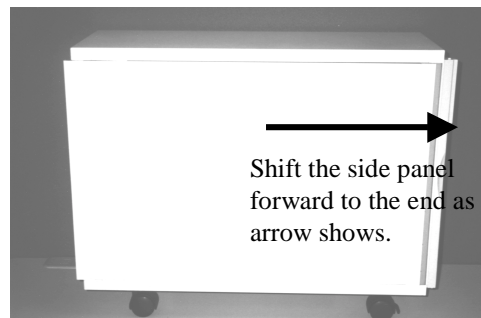 Shift the side panel
forward to the end as
arrow shows.